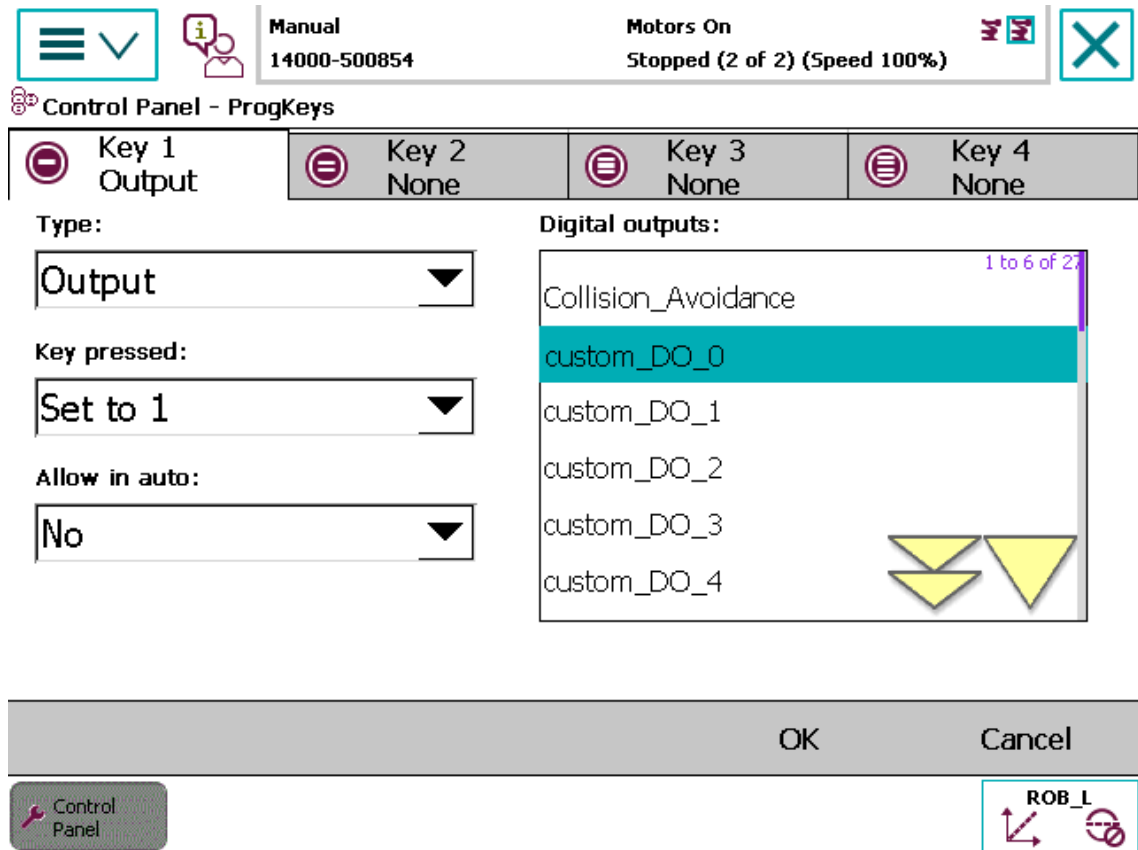 Manual
14000-500854
Motors On
Stopped (2 of 2) (Speed 100%)
Control Panel - ProgKeys
Key 1
Output
Key 2
None
Key 3
None
Key 4
None
Type:
Output
Key pressed:
Set to 1
Allow in auto:
No
Digital outputs:
1 to 6 of 27
Collision_Avoidance
custom_DO_0
custom_DO_1
custom_DO_2
custom_DO_3
custom_DO_4
OK
Cancel
Control
Panel
ROB_L